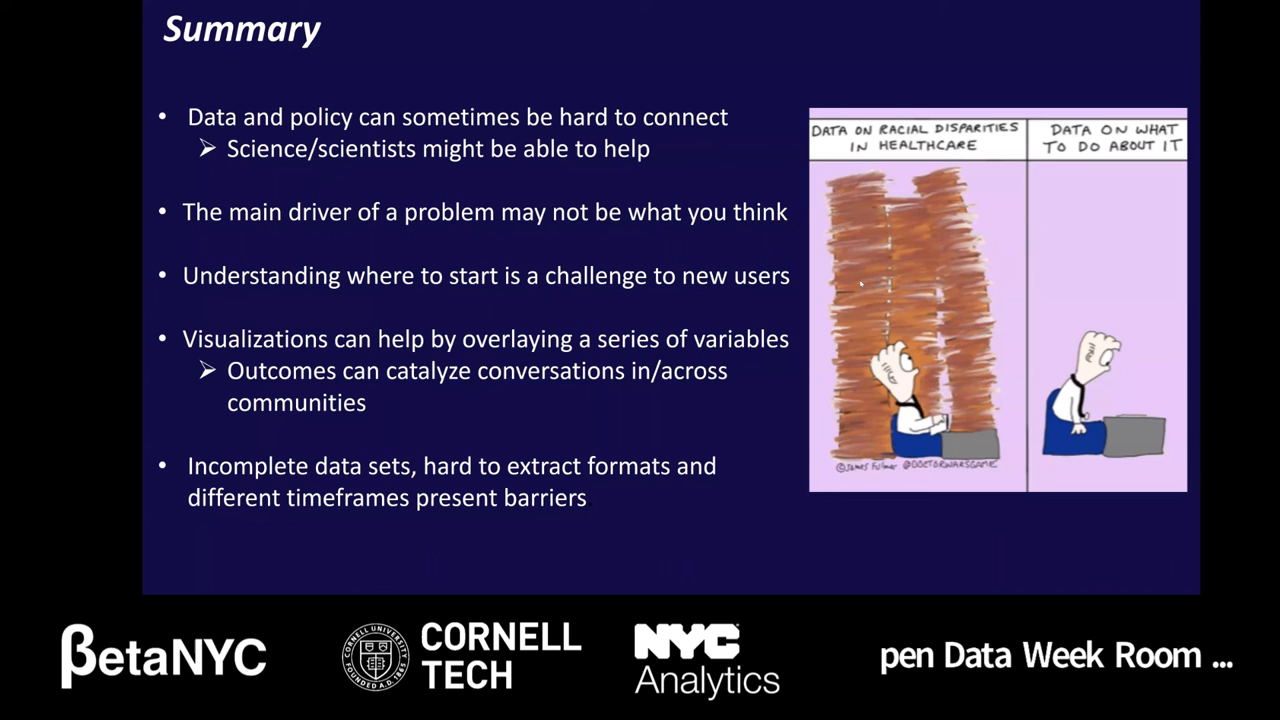 Summary
• Data and policy can sometimes be hard to connect
➢ Science/scientists might be able to help
• The main driver of a problem may not be what you think
• Understanding where to start is a challenge to new users
• Visualizations can help by overlaying a series of variables
➢ Outcomes can catalyze conversations in/across
communities
• Incomplete data sets, hard to extract formats and
different timeframes present barriers.
DATA ON RACIAL DISPARITIES
IN HEALTHCARE
DATA ON WHAT
TO DO ABOUT IT
©James Fulmer @DOCTORWARSGAME
βetaNYC
CORNELL
TECH
NYC
Analytics
pen Data Week Room ...